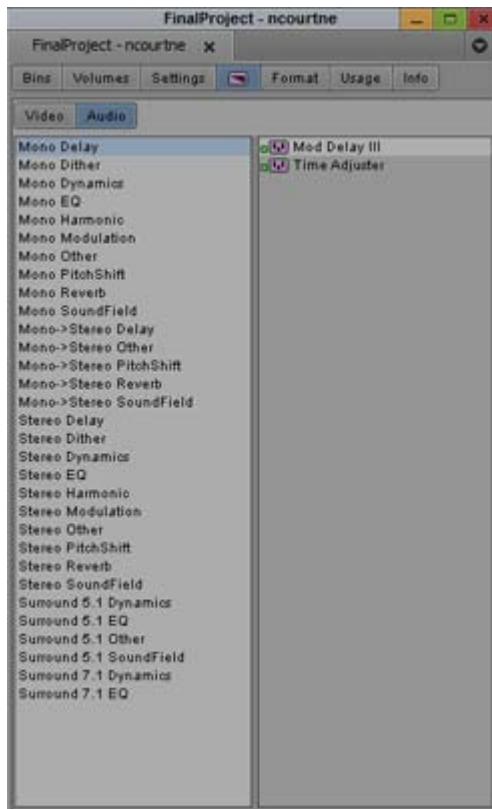 FinalProject - ncourtne
FinalProject - ncourtne x
Bins Volumes Settings Format Usage Info
Video Audio
Mono Delay
Mono Dither
Mono Dynamics
Mono EQ
Mono Harmonic
Mono Modulation
Mono Other
Mono PitchShift
Mono Reverb
Mono SoundField
Mono->Stereo Delay
Mono->Stereo Other
Mono->Stereo PitchShift
Mono->Stereo Reverb
Mono->Stereo SoundField
Stereo Delay
Stereo Dither
Stereo Dynamics
Stereo EQ
Stereo Harmonic
Stereo Modulation
Stereo Other
Stereo PitchShift
Stereo Reverb
Stereo SoundField
Surround 5.1 Dynamics
Surround 5.1 EQ
Surround 5.1 Other
Surround 5.1 SoundField
Surround 7.1 Dynamics
Surround 7.1 EQ
Mod Delay III
Time Adjuster